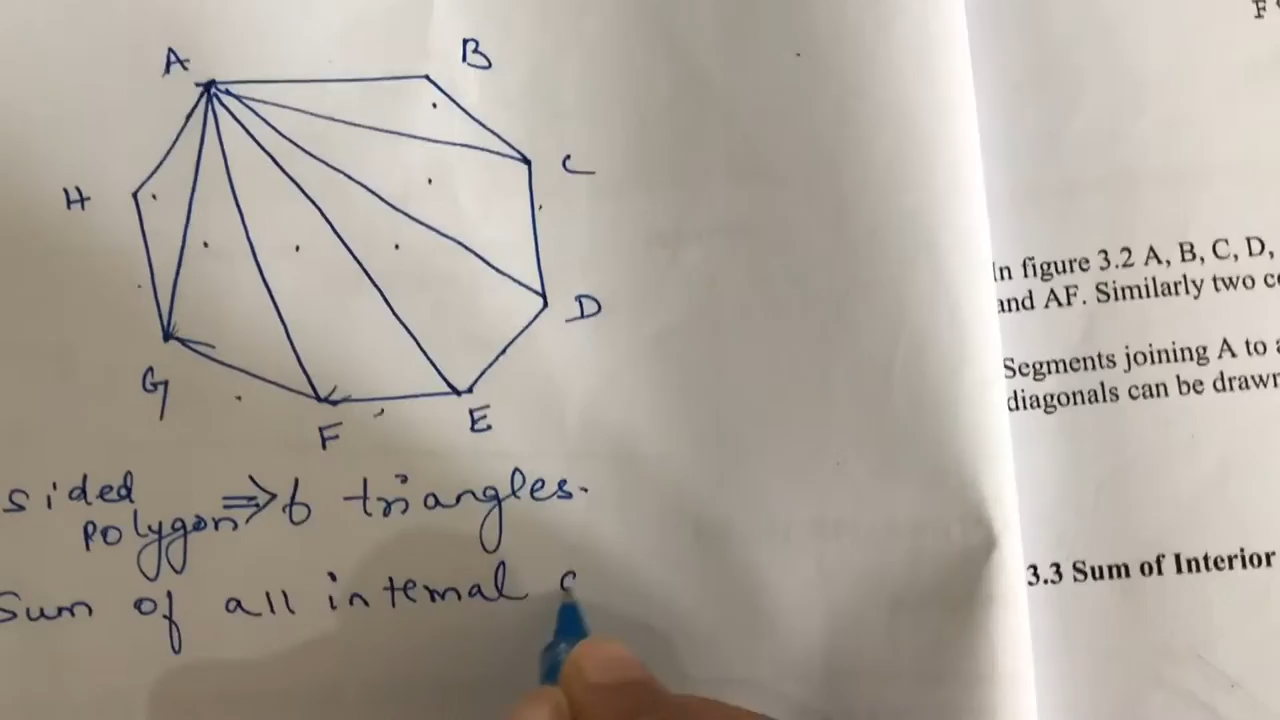 A
B
C
H
D
G
E
F
sided
polygon ⇒ 6 triangles.
Sum of all internal
F
In figure 3.2 A, B, C, D,
and AF. Similarly two
Segments joining A to
diagonals can be drawn
3.3 Sum of Interior